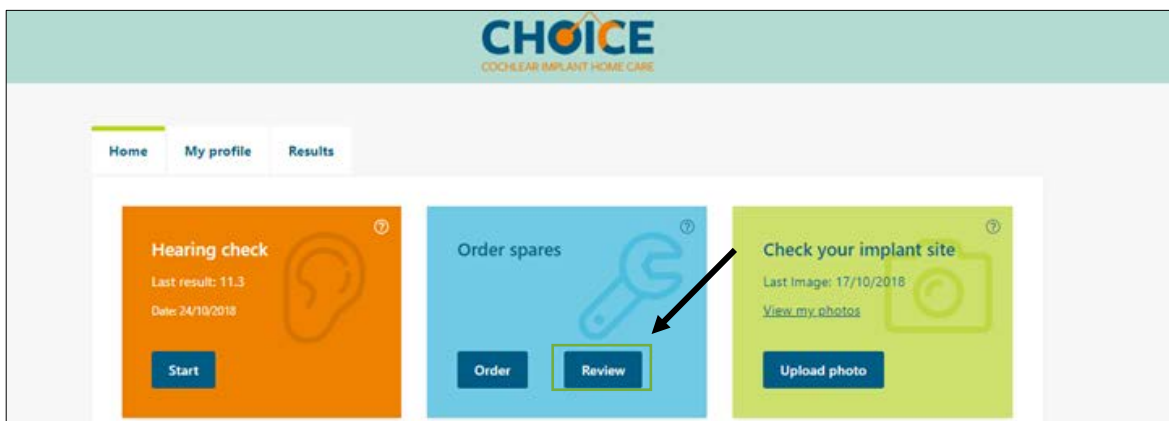 CHOICE
COCHLEAR IMPLANT HOME CARE
Home My profile Results
Hearing check
Last result: 11.3
Date: 24/10/2018
Start
Order spares
Order Review
Check your implant site
Last Image: 17/10/2018
View my photos
Upload photo